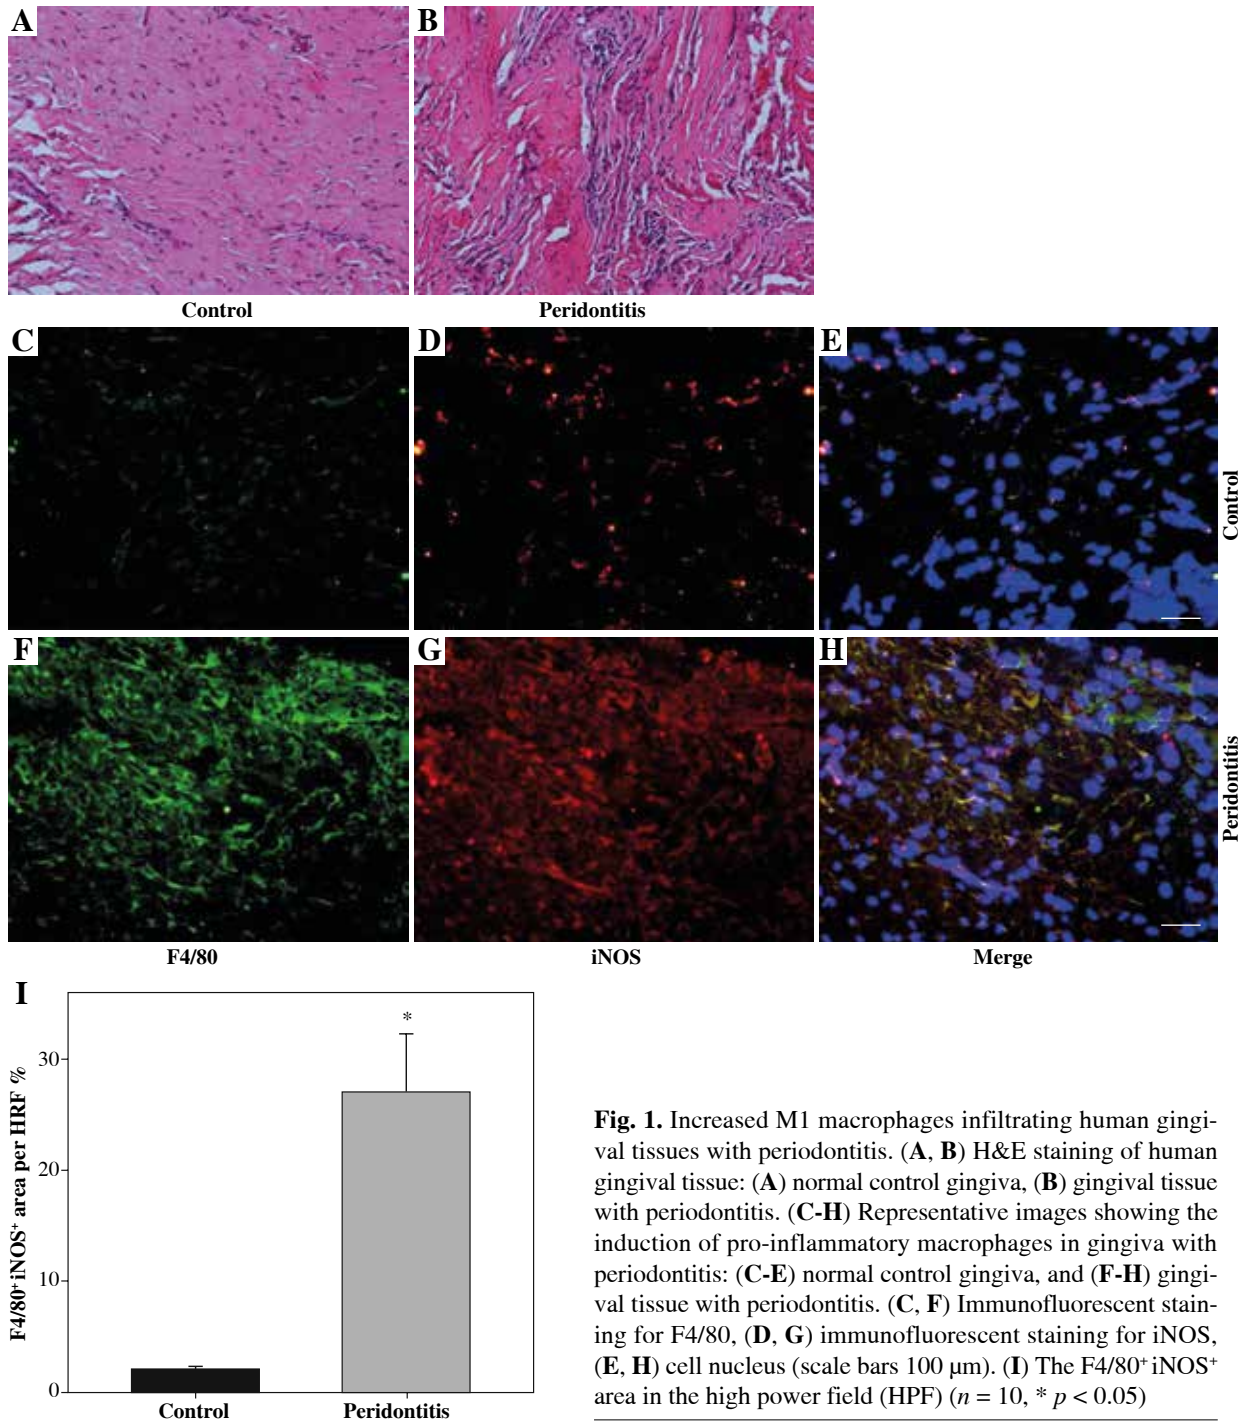 A
B
Control
Peridontitis
C
D
E
Control
F
G
H
Peridontitis
F4/80
iNOS
Merge
I
F4/80⁺iNOS⁺ area per HRF %
30
20
10
0
*
Control
Peridontitis
Fig. 1. Increased M1 macrophages infiltrating human gingi-
val tissues with periodontitis. (A, B) H&E staining of human
gingival tissue: (A) normal control gingiva, (B) gingival tissue
with periodontitis. (C-H) Representative images showing the
induction of pro-inflammatory macrophages in gingiva with
periodontitis: (C-E) normal control gingiva, and (F-H) gingi-
val tissue with periodontitis. (C, F) Immunofluorescent stain-
ing for F4/80, (D, G) immunofluorescent staining for iNOS,
(E, H) cell nucleus (scale bars 100 μm). (I) The F4/80⁺iNOS⁺
area in the high power field (HPF) (n = 10, * p < 0.05)